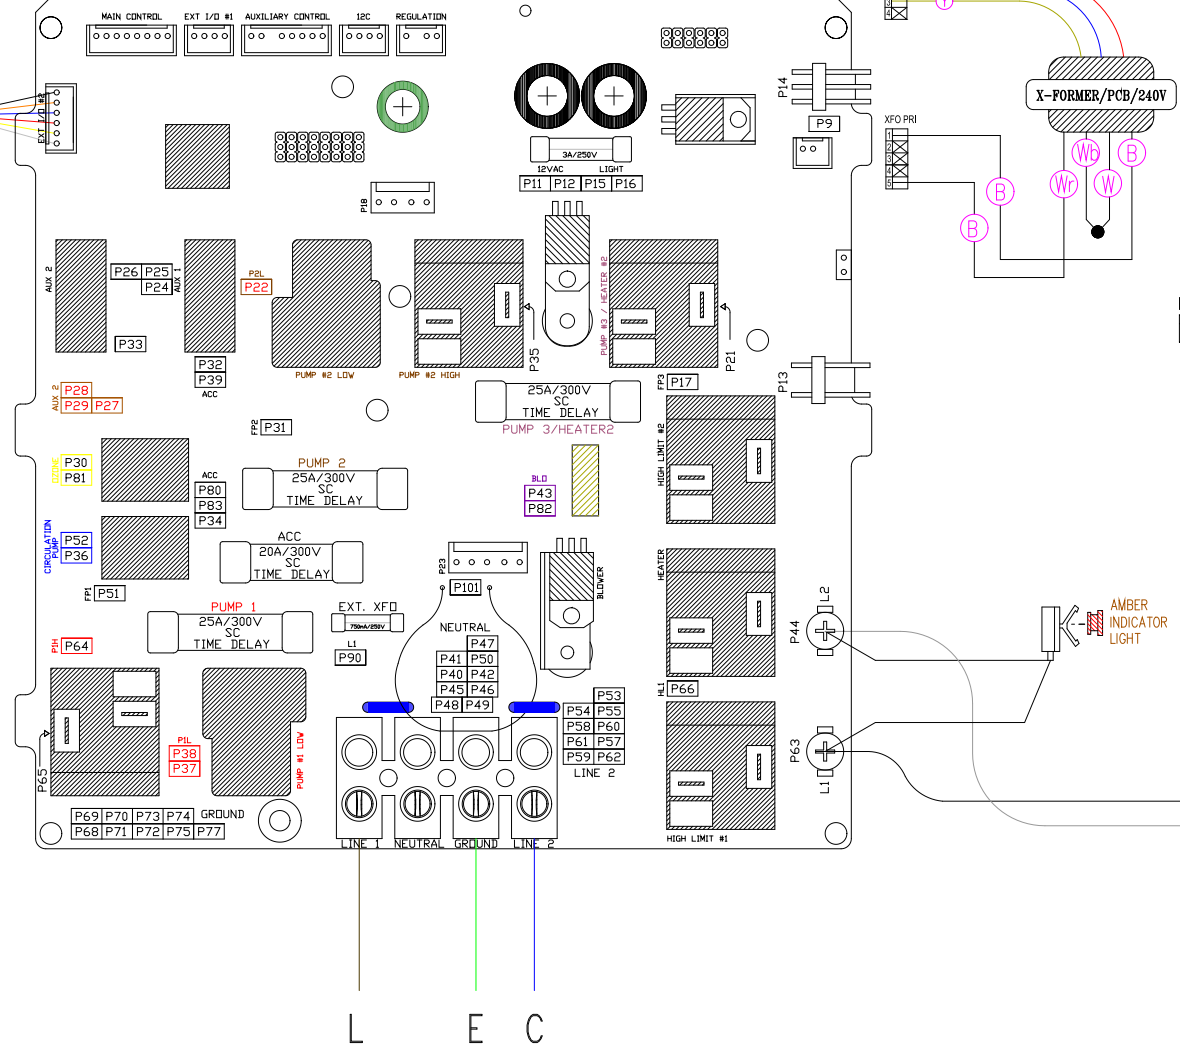 MAIN CONTROL
EXT I/O #1
AUXILIARY CONTROL
12C
REGULATION
3
4
Y
X-FORMER/PCB/240V
EXT I/O #2
P14
P9
XFO PRI
1
2
3
4
5
Wb
B
Wr
W
B
B
3A/250V
12VAC
LIGHT
P11 P12 P15 P16
P18
AUX 2
P26 P25
P24
AUX 1
P2L
P22
P33
P32
P39
ACC
PUMP #2 LOW
PUMP #2 HIGH
P35
PUMP #3 / HEATER #2
P21
P13
AUX 2
P28
P29 P27
FP2 P31
25A/300V
SC
TIME DELAY
PUMP 3/HEATER2
FP3 P17
HIGH LIMIT #2
P30
P81
ACC
P80
P83
P34
PUMP 2
25A/300V
SC
TIME DELAY
BLO
P43
P82
CIRCULATION
PUMP
P52
P36
FP1 P51
ACC
20A/300V
SC
TIME DELAY
P23
P101
BLOWER
HEATER
L2
P44
AMBER
INDICATOR
LIGHT
PUMP 1
25A/300V
SC
TIME DELAY
EXT. XFO
750mA/250V
L1
P90
NEUTRAL
P47
P41 P50
P40 P42
P45 P46
P48 P49
P1H P64
HL1 P66
P53
P54 P55
P58 P60
P61 P57
P59 P62
LINE 2
P65
P1L
P38
P37
PUMP #1 LOW
P63
L1
P69 P70 P73 P74 GROUND
P68 P71 P72 P75 P77
LINE 1 NEUTRAL GROUND LINE 2
HIGH LIMIT #1
L E C